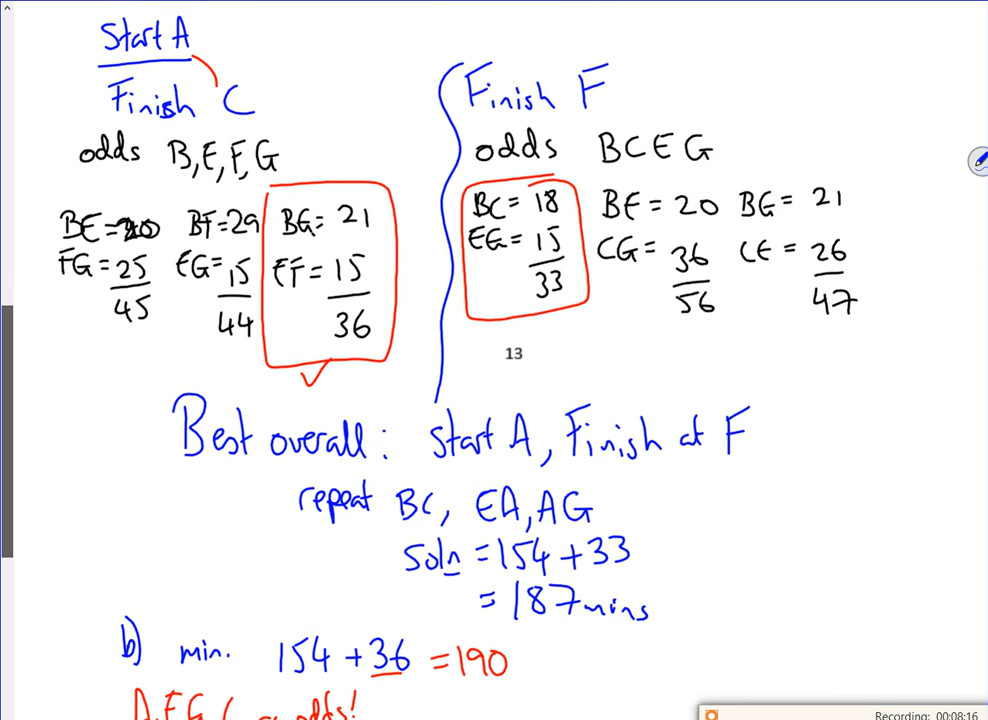 Start A
Finish C
odds B, E, F, G
BE = 20 BF = 29 BG = 21
FG = 25 EG = 15 EF = 15
45 44 36
Finish F
odds B C E G
BC = 18 BE = 20 BG = 21
EG = 15 CG = 36 CE = 26
33 56 47
13
Best overall: Start A, Finish at F
repeat BC, EA, AG
soln = 154 + 33
= 187 mins
b) min. 154 + 36 = 190
odds!
Recording: 00:08:16